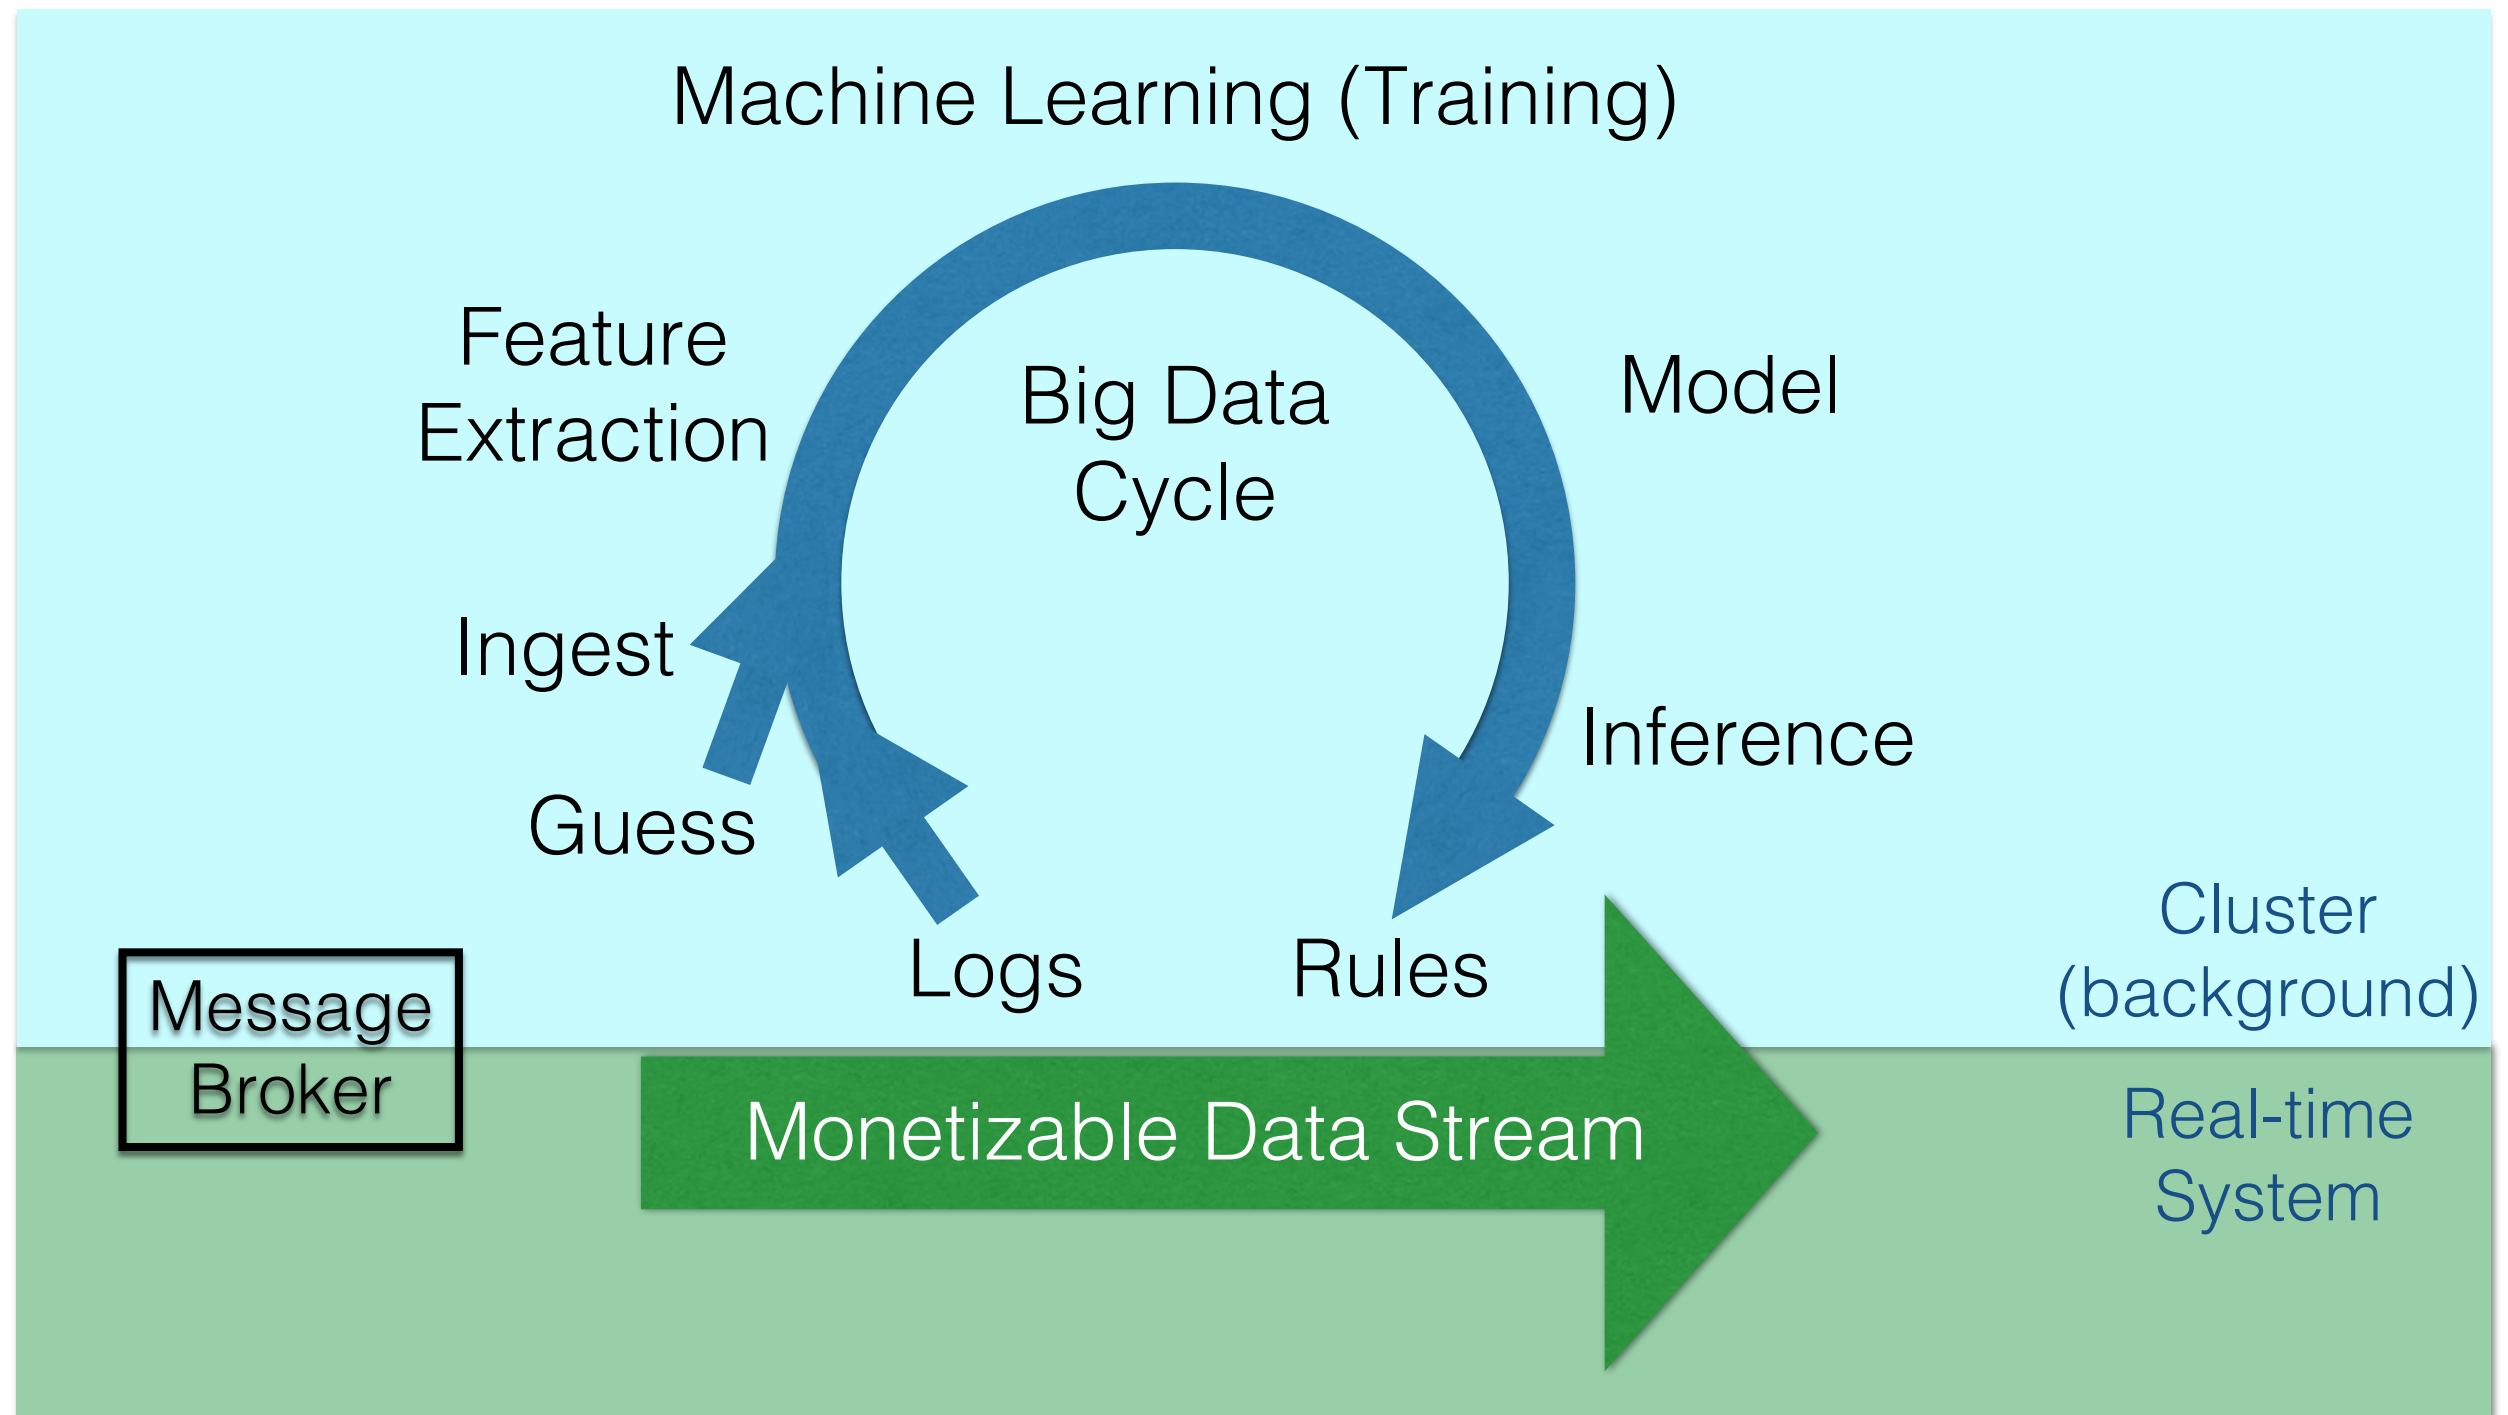 Machine Learning (Training)
Feature
Extraction
Big Data
Cycle
Model
Ingest
Inference
Guess
Logs
Rules
Cluster
(background)
Message
Broker
Monetizable Data Stream
Real-time
System